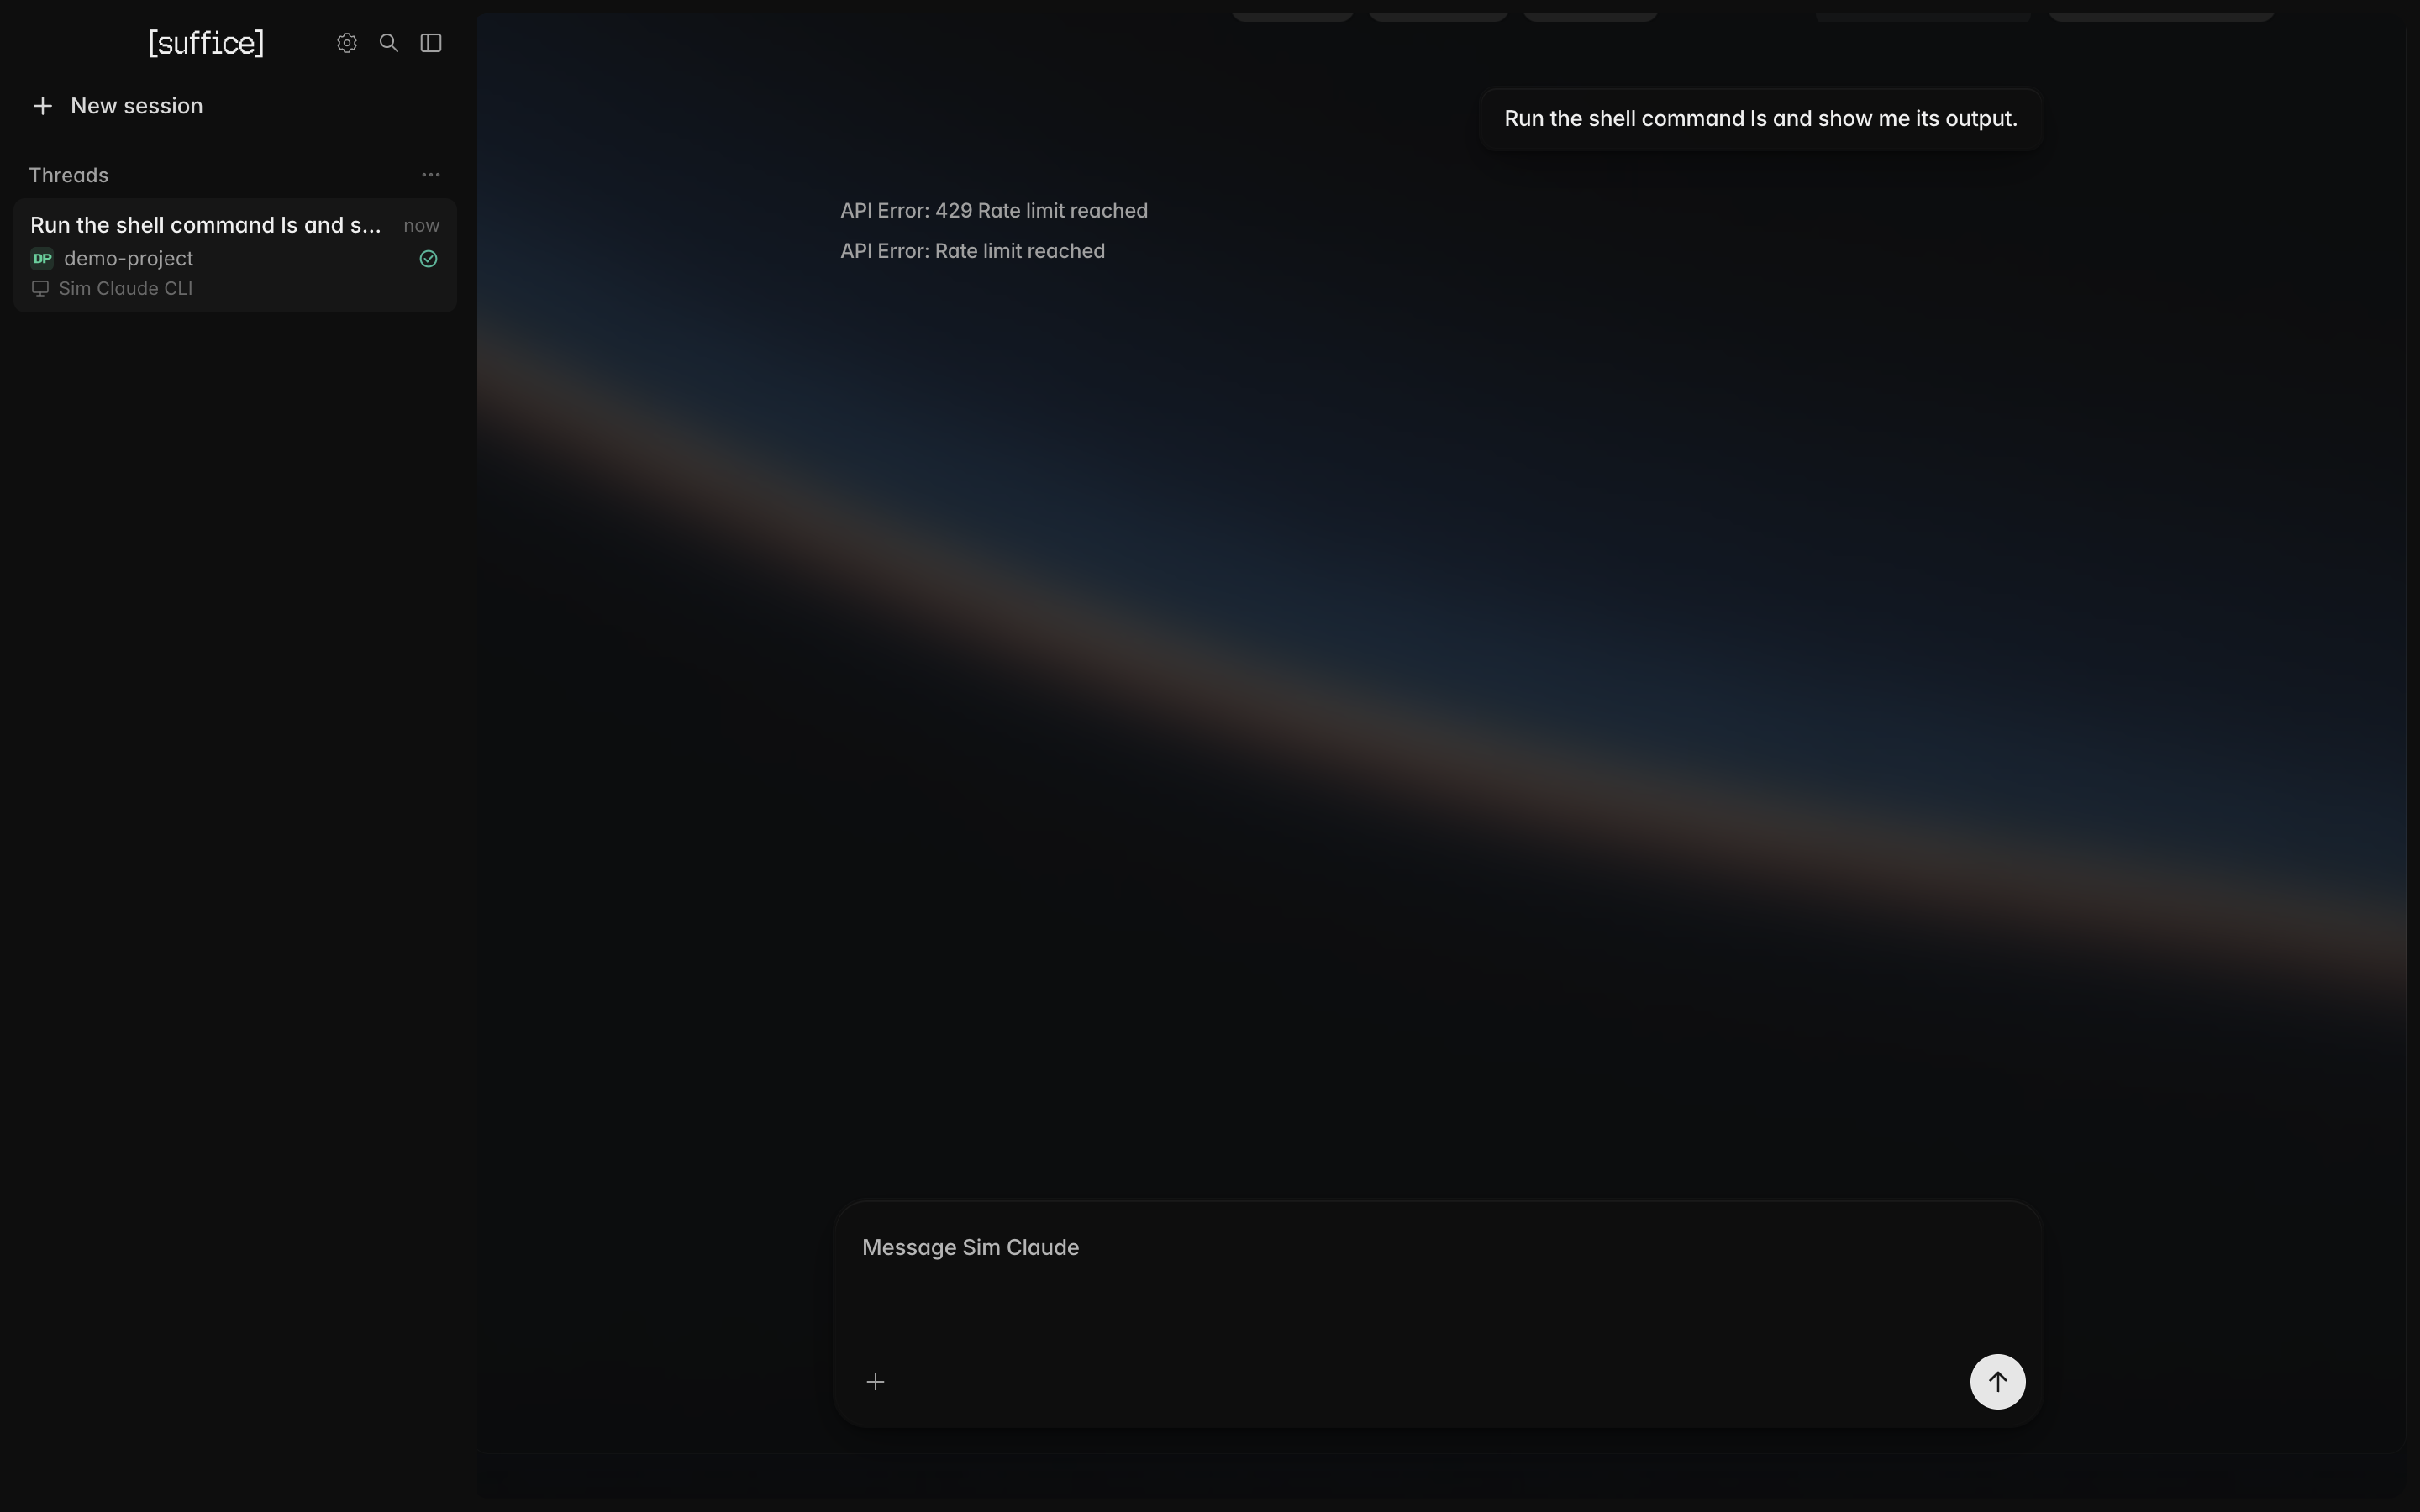 [suffice]
New session
Threads
Run the shell command ls and s... now
DP demo-project
Sim Claude CLI
Run the shell command ls and show me its output.
API Error: 429 Rate limit reached
API Error: Rate limit reached
Message Sim Claude